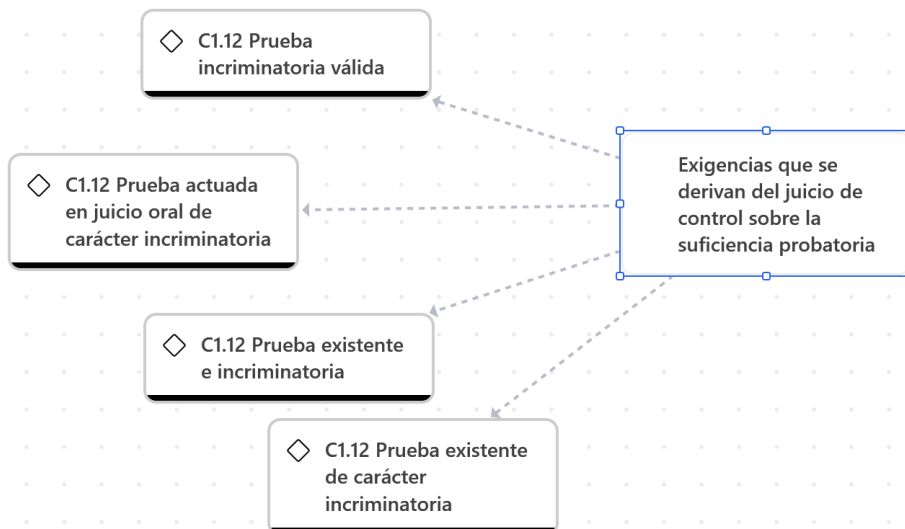 C1.12 Prueba
incriminatoria válida
C1.12 Prueba actuada
en juicio oral de
carácter incriminatoria
Exigencias que se
derivan del juicio de
control sobre la
suficiencia probatoria
C1.12 Prueba existente
e incriminatoria
C1.12 Prueba existente
de carácter
incriminatoria